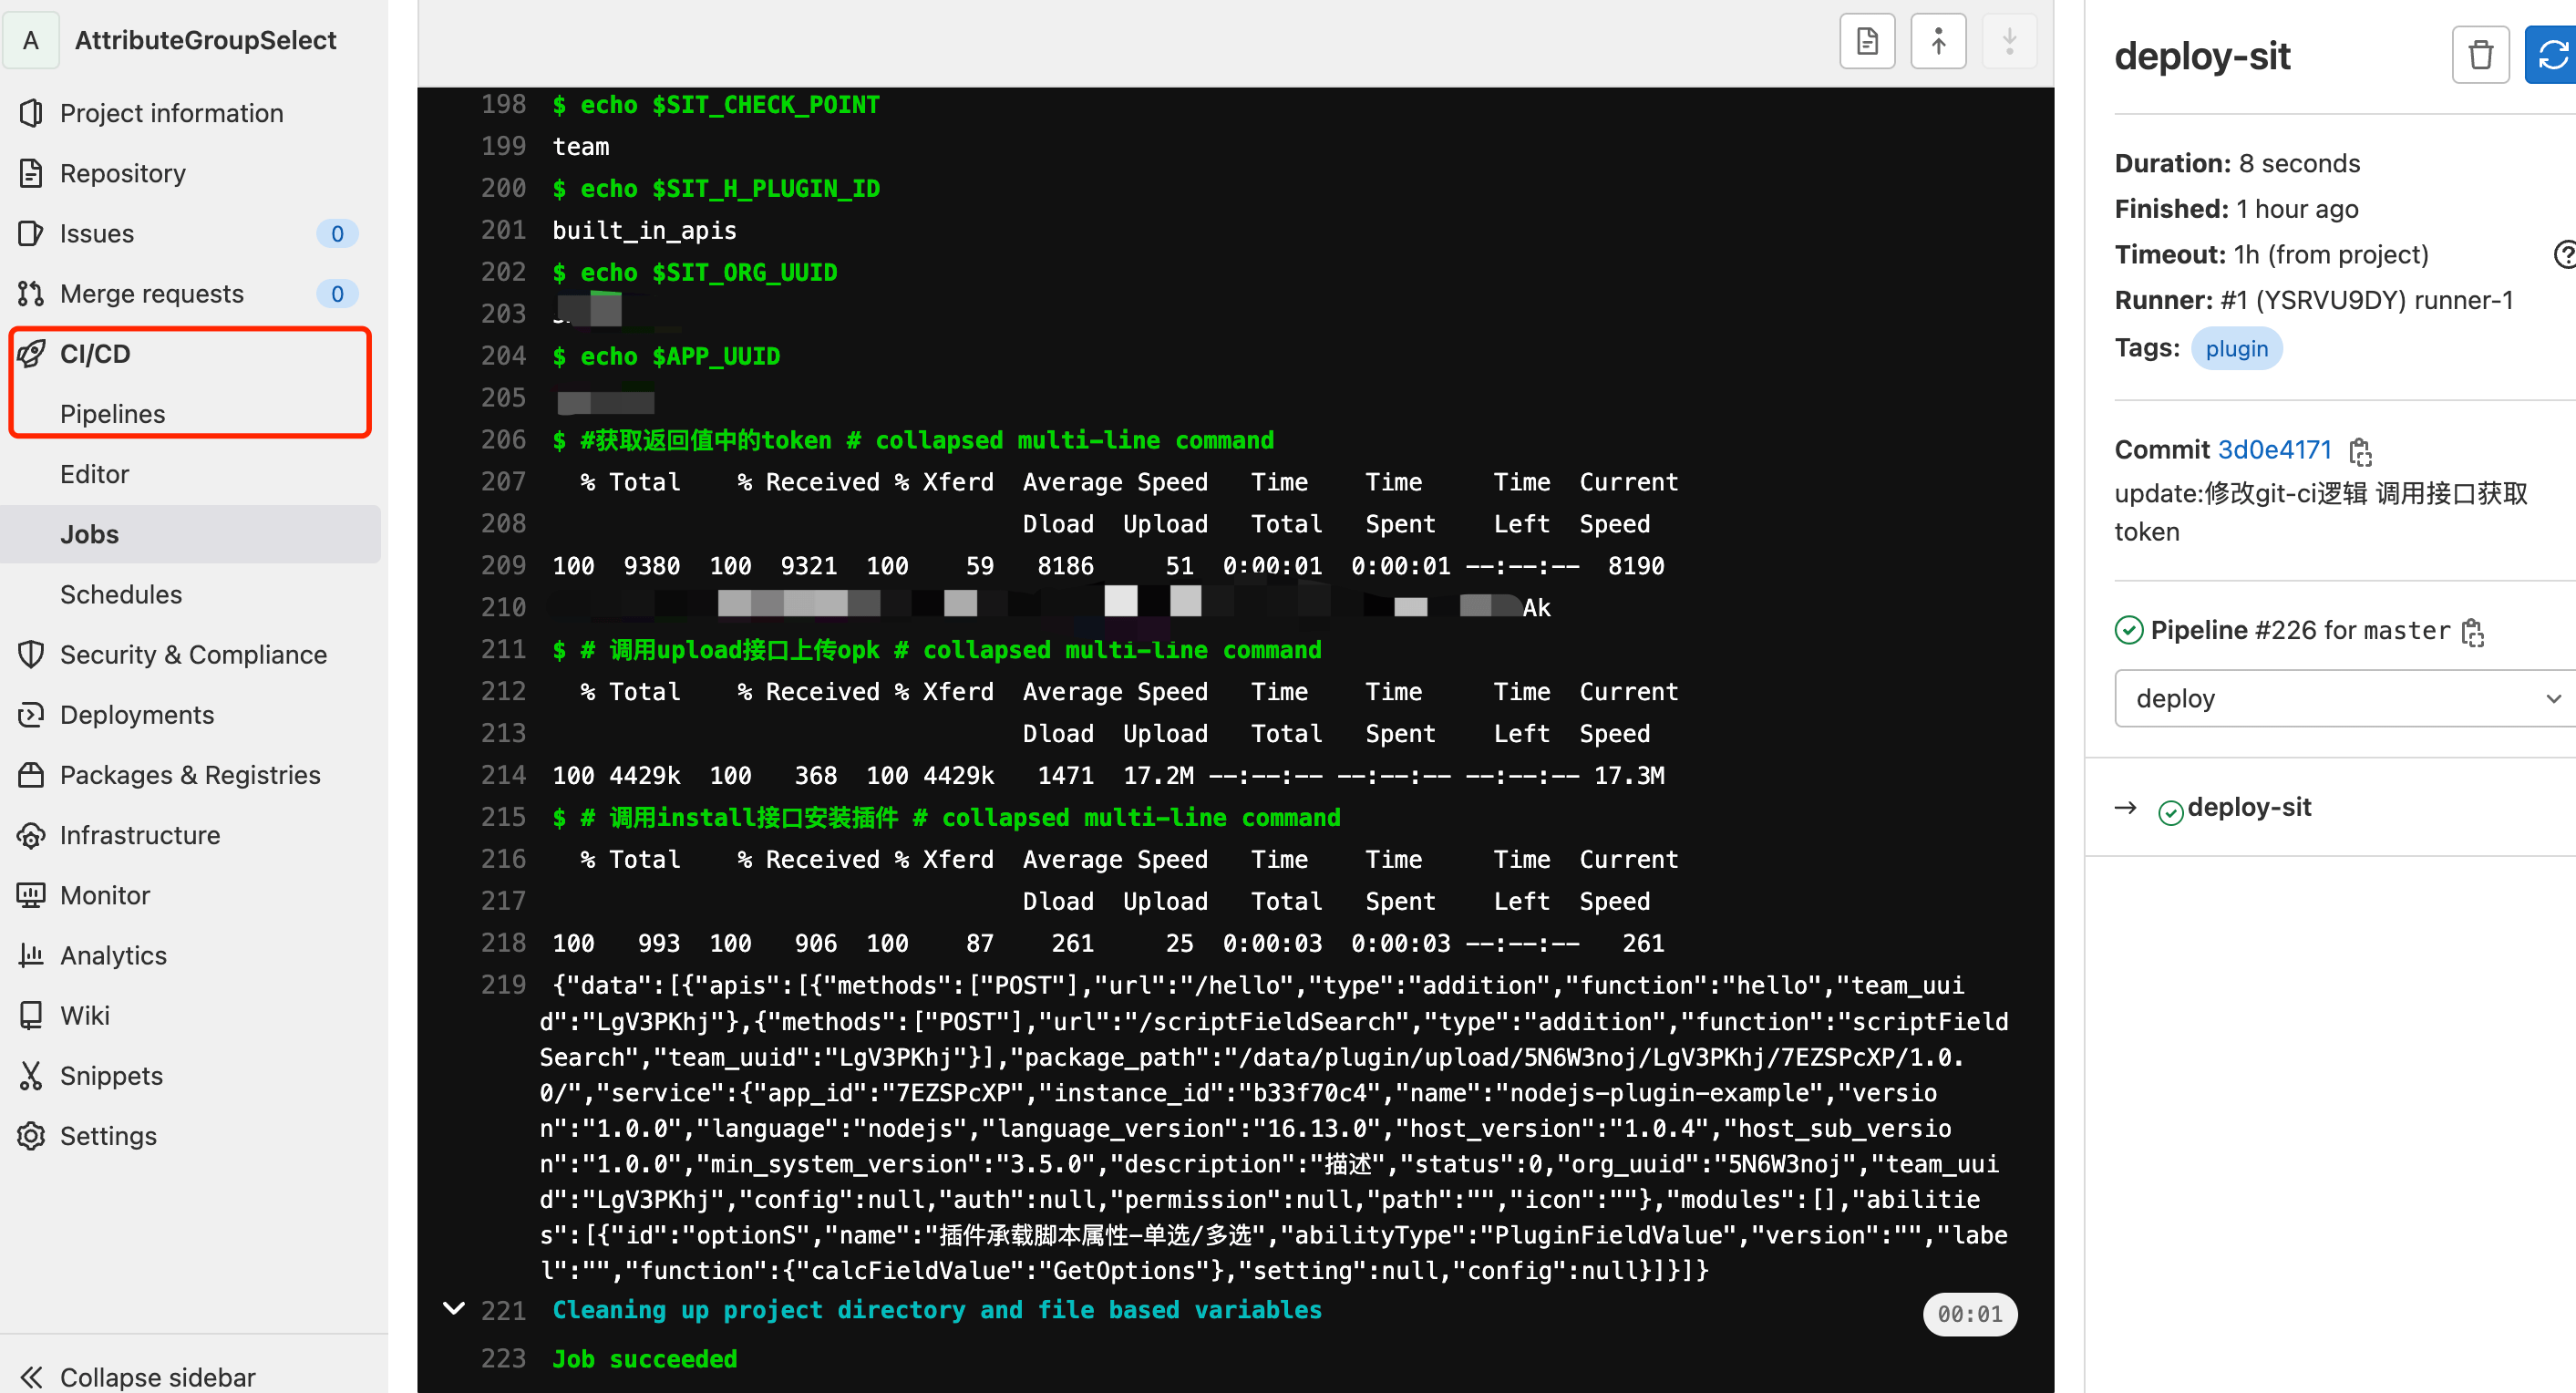 A AttributeGroupSelect
Project information
Repository
Issues 0
Merge requests 0
CI/CD
Pipelines
Editor
Jobs
Schedules
Security & Compliance
Deployments
Packages & Registries
Infrastructure
Monitor
Analytics
Wiki
Snippets
Settings
Collapse sidebar
198 $ echo $SIT_CHECK_POINT
199 team
200 $ echo $SIT_H_PLUGIN_ID
201 built_in_apis
202 $ echo $SIT_ORG_UUID
203
204 $ echo $APP_UUID
205
206 $ #获取返回值中的token # collapsed multi-line command
207 % Total % Received % Xferd Average Speed Time Time Time Current
208 Dload Upload Total Spent Left Speed
209 100 9380 100 9321 100 59 8186 51 0:00:01 0:00:01 --:--:-- 8190
210 Ak
211 $ # 调用upload接口上传opk # collapsed multi-line command
212 % Total % Received % Xferd Average Speed Time Time Time Current
213 Dload Upload Total Spent Left Speed
214 100 4429k 100 368 100 4429k 1471 17.2M --:--:-- --:--:-- --:--:-- 17.3M
215 $ # 调用install接口安装插件 # collapsed multi-line command
216 % Total % Received % Xferd Average Speed Time Time Time Current
217 Dload Upload Total Spent Left Speed
218 100 993 100 906 100 87 261 25 0:00:03 0:00:03 --:--:-- 261
219 {"data":[{"apis":[{"methods":["POST"],"url":"/hello","type":"addition","function":"hello","team_uui
d":"LgV3PKhj"},{"methods":["POST"],"url":"/scriptFieldSearch","type":"addition","function":"scriptField
Search","team_uuid":"LgV3PKhj"}],"package_path":"/data/plugin/upload/5N6W3noj/LgV3PKhj/7EZSPcXP/1.0.
0/","service":{"app_id":"7EZSPcXP","instance_id":"b33f70c4","name":"nodejs-plugin-example","versio
n":"1.0.0","language":"nodejs","language_version":"16.13.0","host_version":"1.0.4","host_sub_versio
n":"1.0.0","min_system_version":"3.5.0","description":"描述","status":0,"org_uuid":"5N6W3noj","team_uui
d":"LgV3PKhj","config":null,"auth":null,"permission":null,"path":"","icon":""},"modules":[],"abilitie
s":[{"id":"optionS","name":"插件承载脚本属性-单选/多选","abilityType":"PluginFieldValue","version":"","labe
l":"","function":{"calcFieldValue":"GetOptions"},"setting":null,"config":null}]}]}
221 Cleaning up project directory and file based variables 00:01
223 Job succeeded
deploy-sit
Duration: 8 seconds
Finished: 1 hour ago
Timeout: 1h (from project)
Runner: #1 (YSRVU9DY) runner-1
Tags: plugin
Commit 3d0e4171
update:修改git-ci逻辑 调用接口获取
token
Pipeline #226 for master
deploy
→ deploy-sit